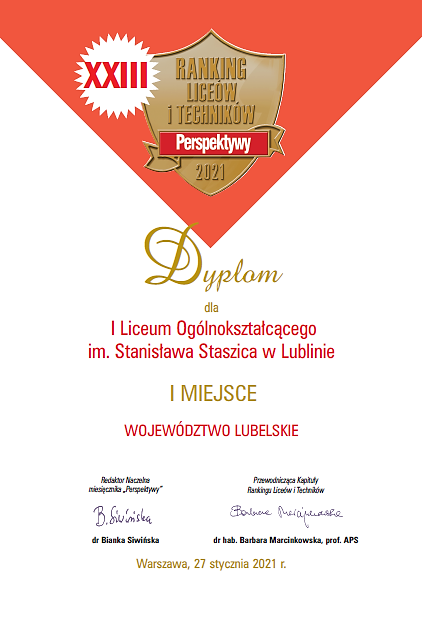 XXIII
RANKING
LICEÓW
i TECHNIKÓW
Perspektywy
2021
Dyplom
dla
I Liceum Ogólnokształcącego
im. Stanisława Staszica w Lublinie
I MIEJSCE
WOJEWÓDZTWO LUBELSKIE
Redaktor Naczelna
miesięcznika „Perspektywy”
B. Siwińska
dr Bianka Siwińska
Przewodnicząca Kapituły
Rankingu Liceów i Techników
Barbara Marcinkowska
dr hab. Barbara Marcinkowska, prof. APS
Warszawa, 27 stycznia 2021 r.